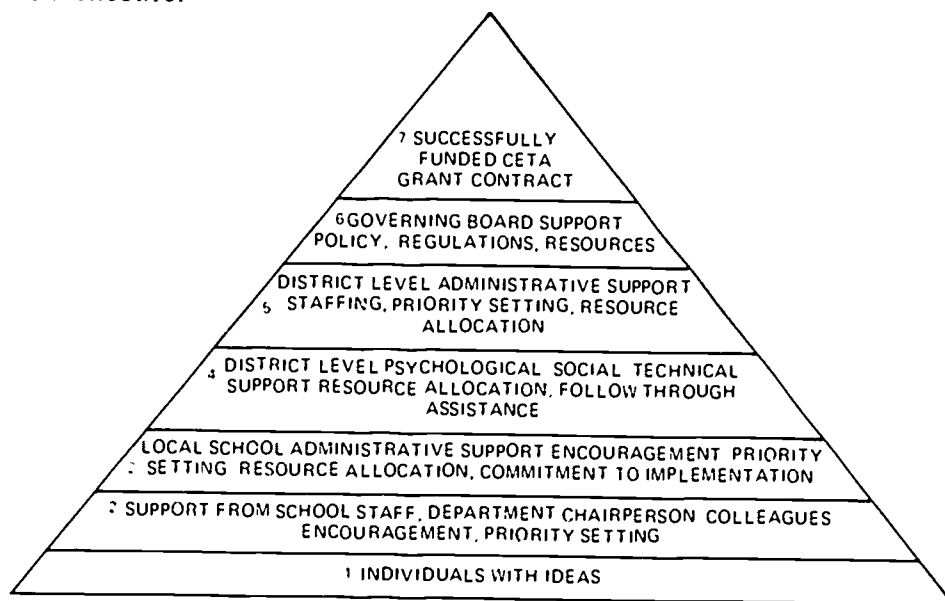 7 SUCCESSFULLY
FUNDED CETA
GRANT CONTRACT
6 GOVERNING BOARD SUPPORT
POLICY, REGULATIONS, RESOURCES
DISTRICT LEVEL ADMINISTRATIVE SUPPORT
5 STAFFING, PRIORITY SETTING, RESOURCE
ALLOCATION
DISTRICT LEVEL PSYCHOLOGICAL SOCIAL TECHNICAL
4 SUPPORT RESOURCE ALLOCATION, FOLLOW THROUGH
ASSISTANCE
LOCAL SCHOOL ADMINISTRATIVE SUPPORT ENCOURAGEMENT PRIORITY
SETTING RESOURCE ALLOCATION, COMMITMENT TO IMPLEMENTATION
2 SUPPORT FROM SCHOOL STAFF, DEPARTMENT CHAIRPERSON COLLEAGUES
ENCOURAGEMENT, PRIORITY SETTING
1 INDIVIDUALS WITH IDEAS